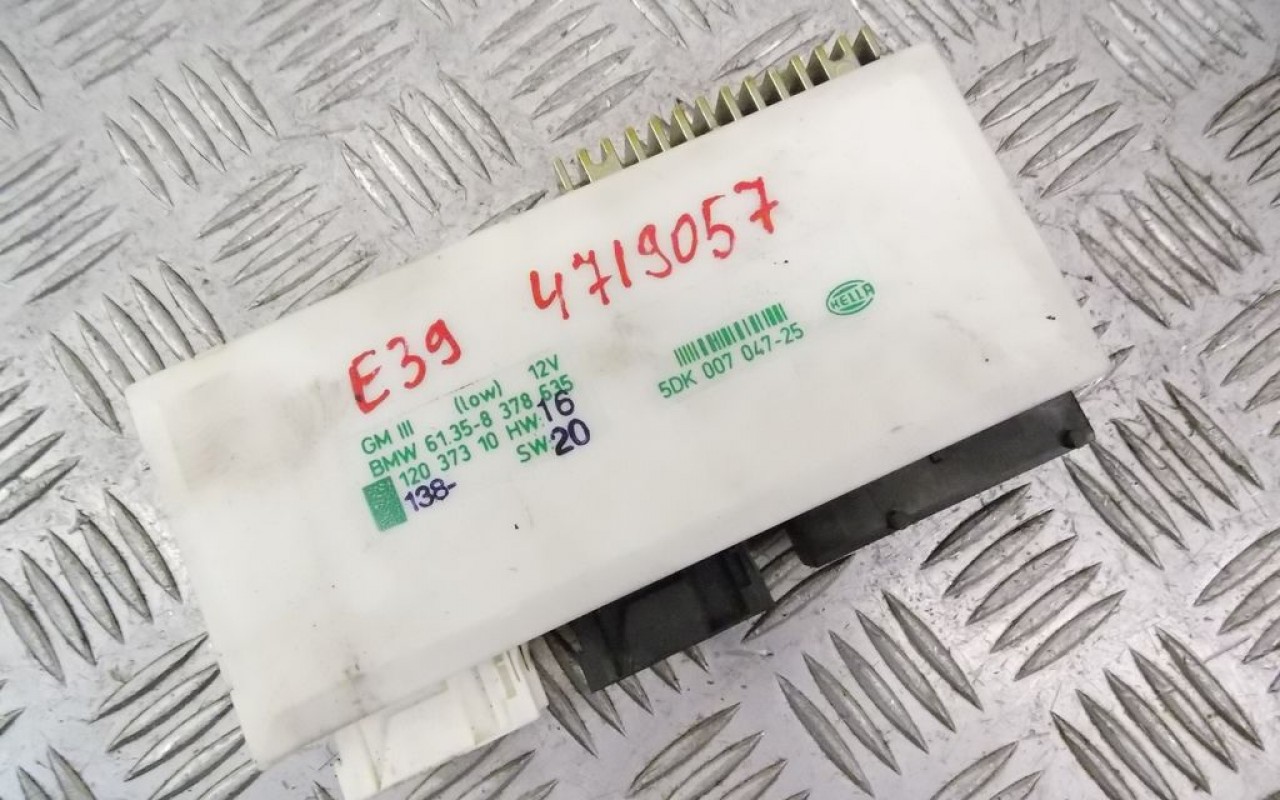 E39 4719057
GM III (low) 12V
BMW 61.35-8 378 635
120 373 10 HW: 16
138- SW: 20
5DK 007 047-25
HELLA